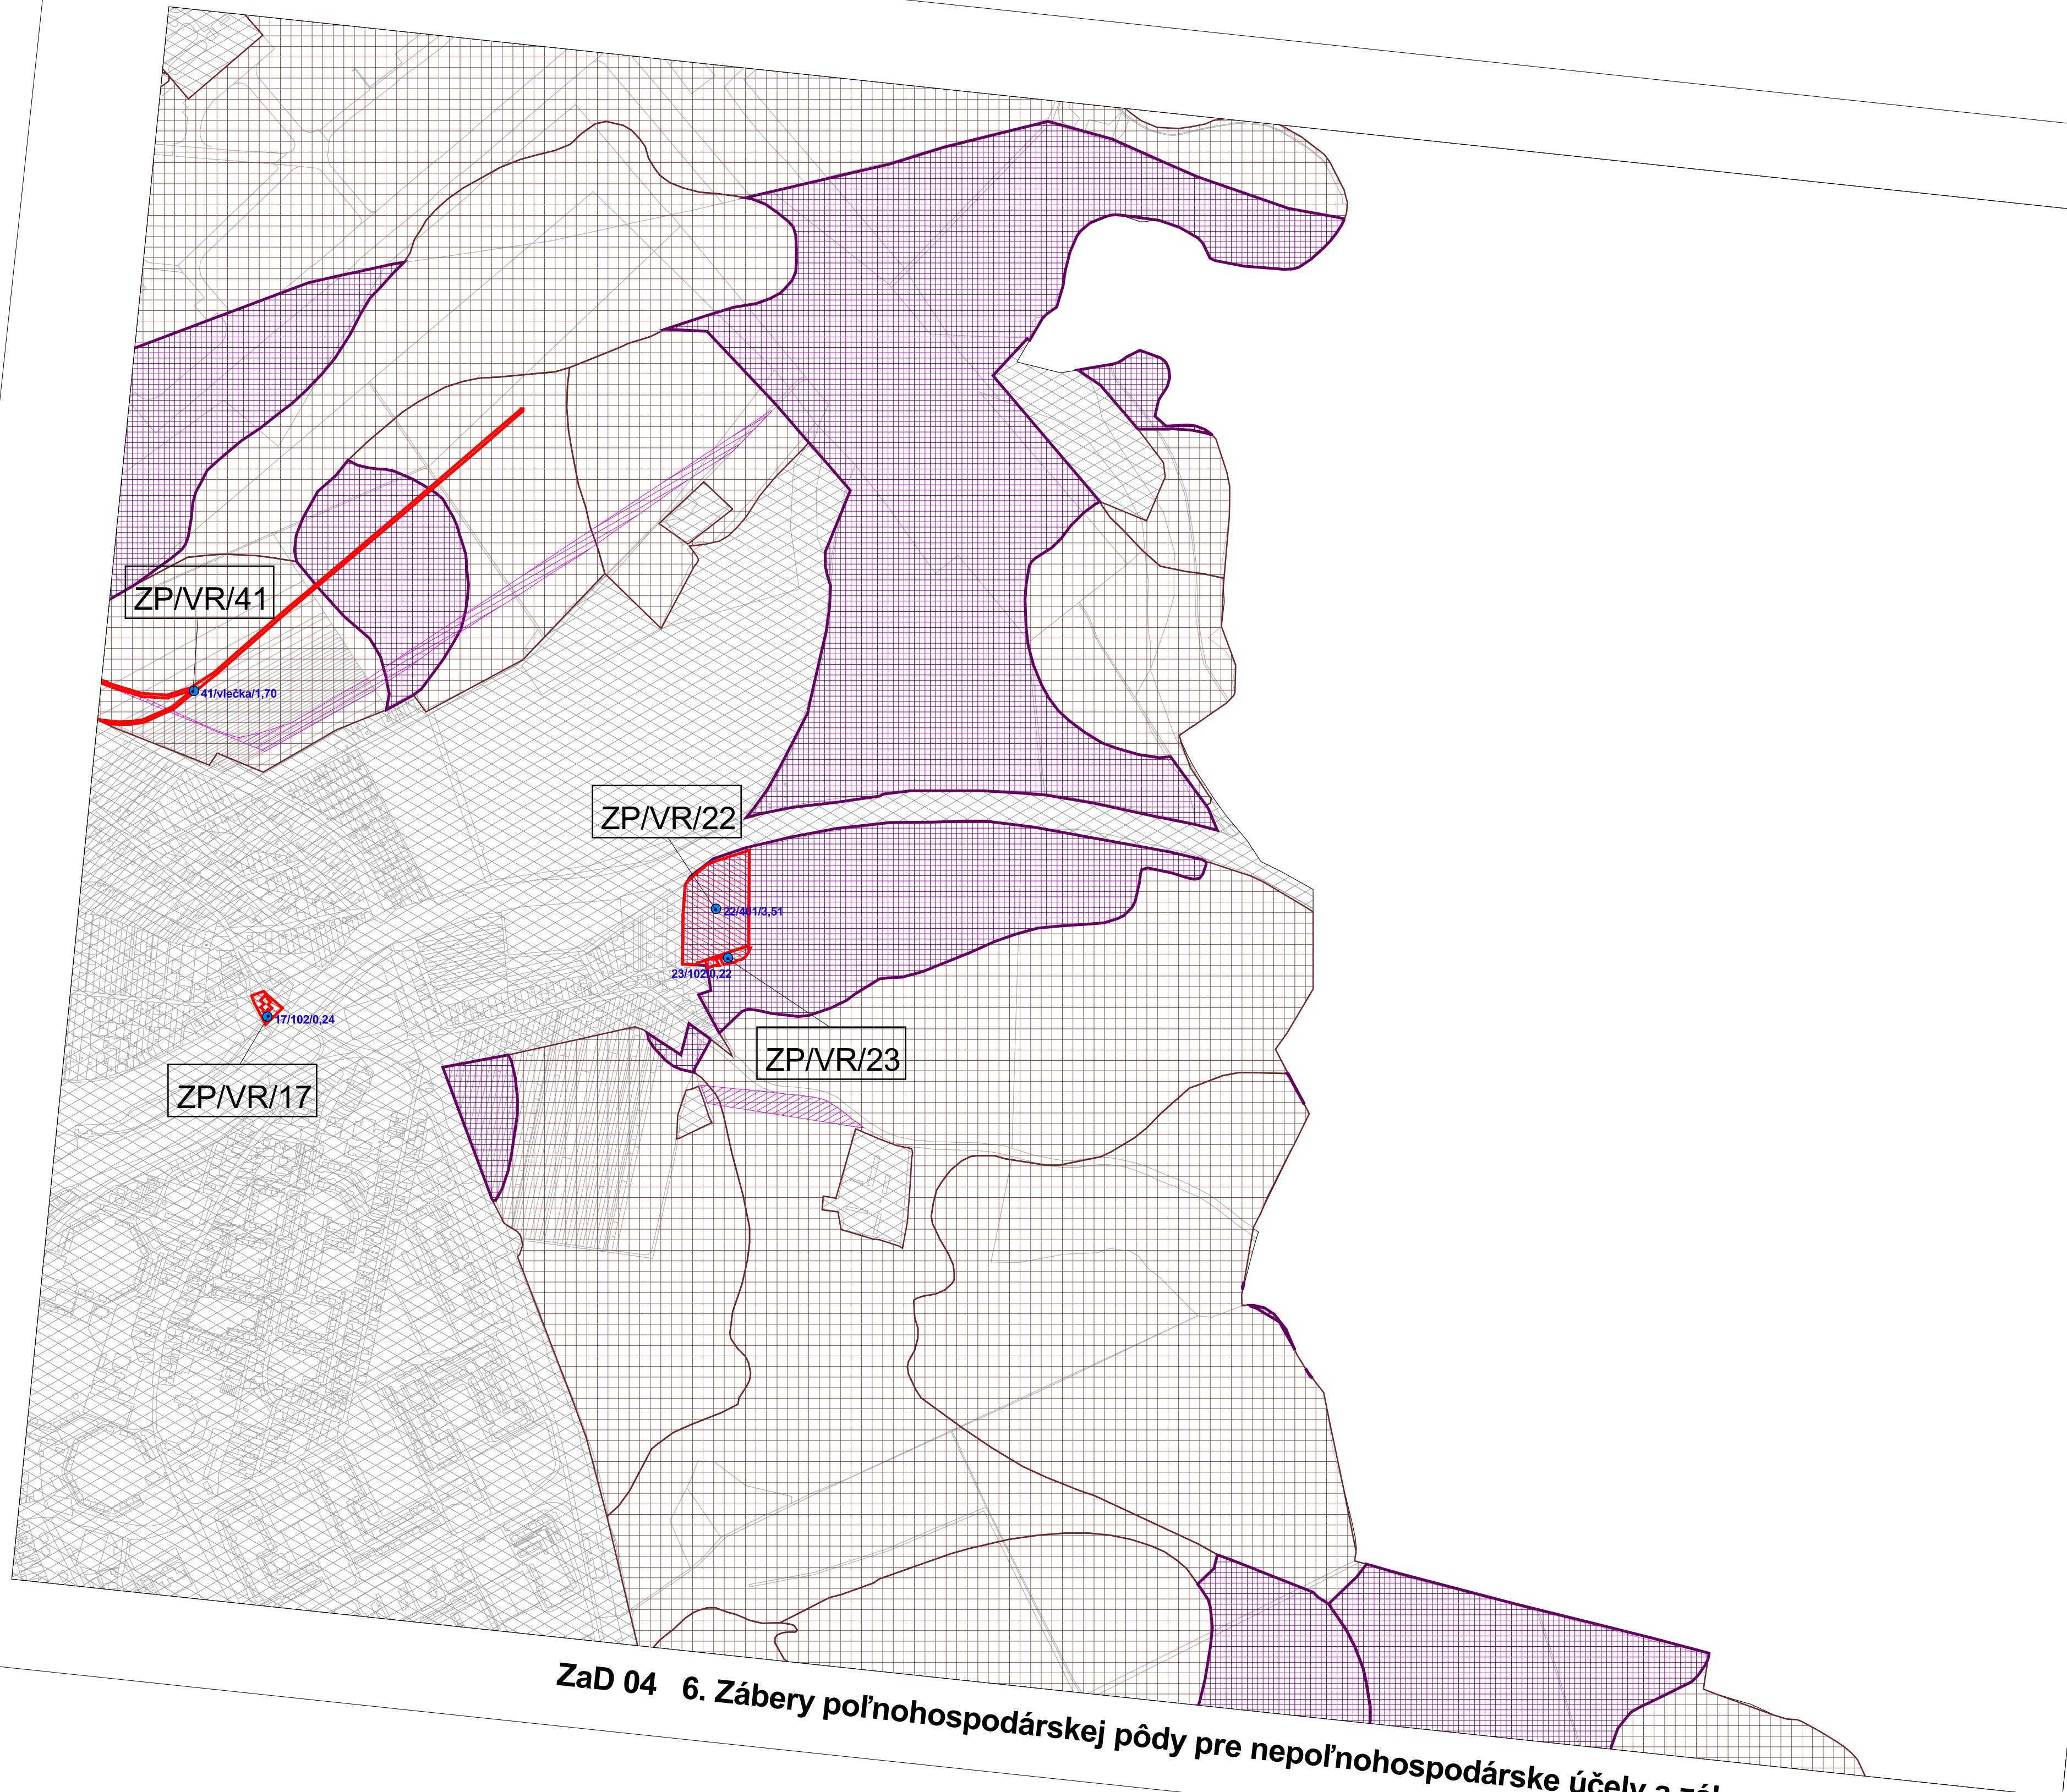 ZP/VR/41
41/vlečka/1,70
ZP/VR/22
22/401/3,51
23/102/0,22
17/102/0,24
ZP/VR/23
ZP/VR/17
ZaD 04 6. Zábery poľnohospodárskej pôdy pre nepoľnohospodárske účely a